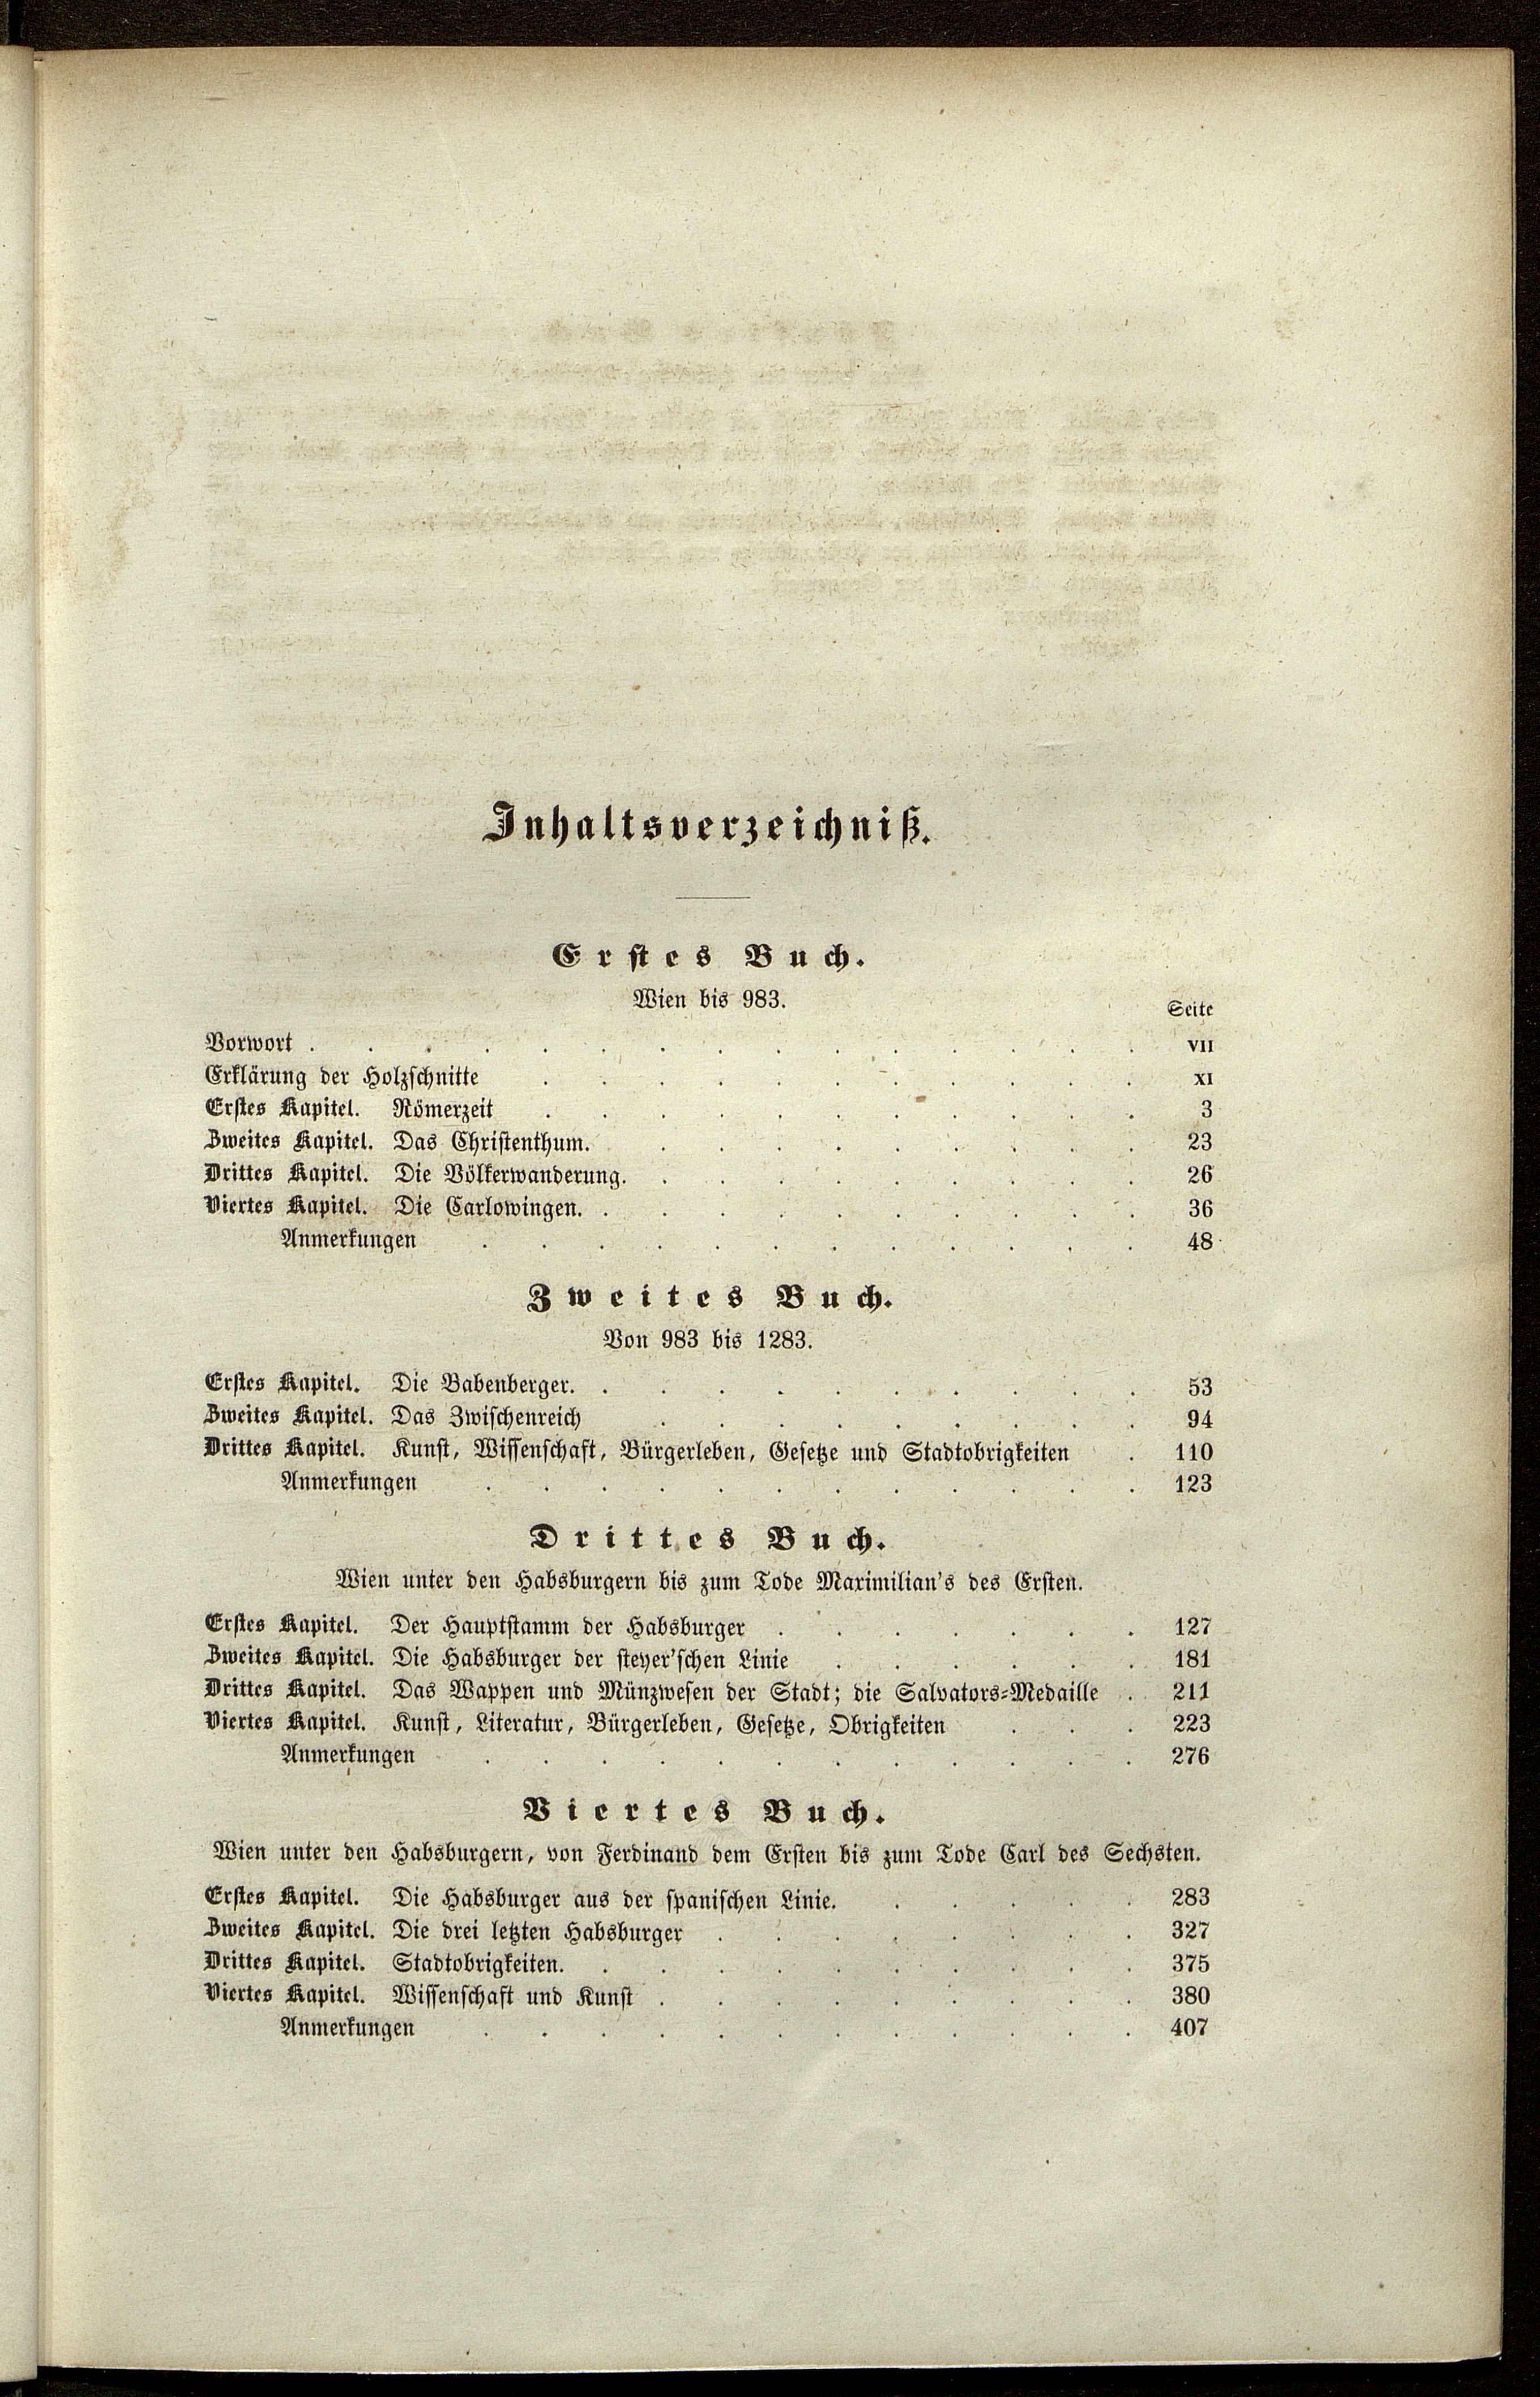 Inhaltsverzeichniß.
Erstes Buch.
Wien bis 983.
Seite
Vorwort . . . . . . . . . . . . . . . VII
Erklärung der Holzschnitte . . . . . . . . . . . XI
Erstes Kapitel. Römerzeit . . . . . . . . . . . 3
Zweites Kapitel. Das Christenthum. . . . . . . . . . 23
Drittes Kapitel. Die Völkerwanderung. . . . . . . . . . 26
Viertes Kapitel. Die Carlowingen. . . . . . . . . . . 36
Anmerkungen . . . . . . . . . . . . 48
Zweites Buch.
Von 983 bis 1283.
Erstes Kapitel. Die Babenberger. . . . . . . . . . . 53
Zweites Kapitel. Das Zwischenreich . . . . . . . . . 94
Drittes Kapitel. Kunst, Wissenschaft, Bürgerleben, Gesetze und Stadtobrigkeiten . 110
Anmerkungen . . . . . . . . . . . . 123
Drittes Buch.
Wien unter den Habsburgern bis zum Tode Maximilian's des Ersten.
Erstes Kapitel. Der Hauptstamm der Habsburger . . . . . . . 127
Zweites Kapitel. Die Habsburger der steyer'schen Linie . . . . . . 181
Drittes Kapitel. Das Wappen und Münzwesen der Stadt; die Salvators-Medaille . 211
Viertes Kapitel. Kunst, Literatur, Bürgerleben, Gesetze, Obrigkeiten . . . 223
Anmerkungen . . . . . . . . . . . . 276
Viertes Buch.
Wien unter den Habsburgern, von Ferdinand dem Ersten bis zum Tode Carl des Sechsten.
Erstes Kapitel. Die Habsburger aus der spanischen Linie. . . . . . 283
Zweites Kapitel. Die drei letzten Habsburger . . . . . . . . 327
Drittes Kapitel. Stadtobrigkeiten. . . . . . . . . . . 375
Viertes Kapitel. Wissenschaft und Kunst . . . . . . . . . 380
Anmerkungen . . . . . . . . . . . . 407